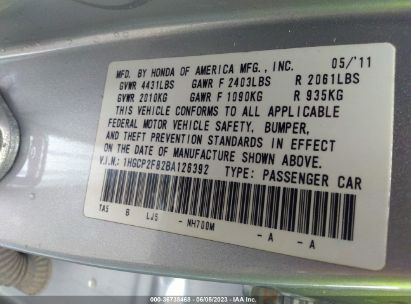 MFD. BY HONDA OF AMERICA MFG., INC. 05/'11
GVWR 4431LBS GAWR F 2403LBS R 2061LBS
GVWR 2010KG GAWR F 1090KG R 935KG
THIS VEHICLE CONFORMS TO ALL APPLICABLE
FEDERAL MOTOR VEHICLE SAFETY, BUMPER,
AND THEFT PREVENTION STANDARDS IN EFFECT
ON THE DATE OF MANUFACTURE SHOWN ABOVE.
V.I.N.: 1HGCP2F82BA126392 TYPE: PASSENGER CAR
TA5 B LJ5 - NH700M - A - A
© 36738468 | 06/05/2023 | IAA Inc.